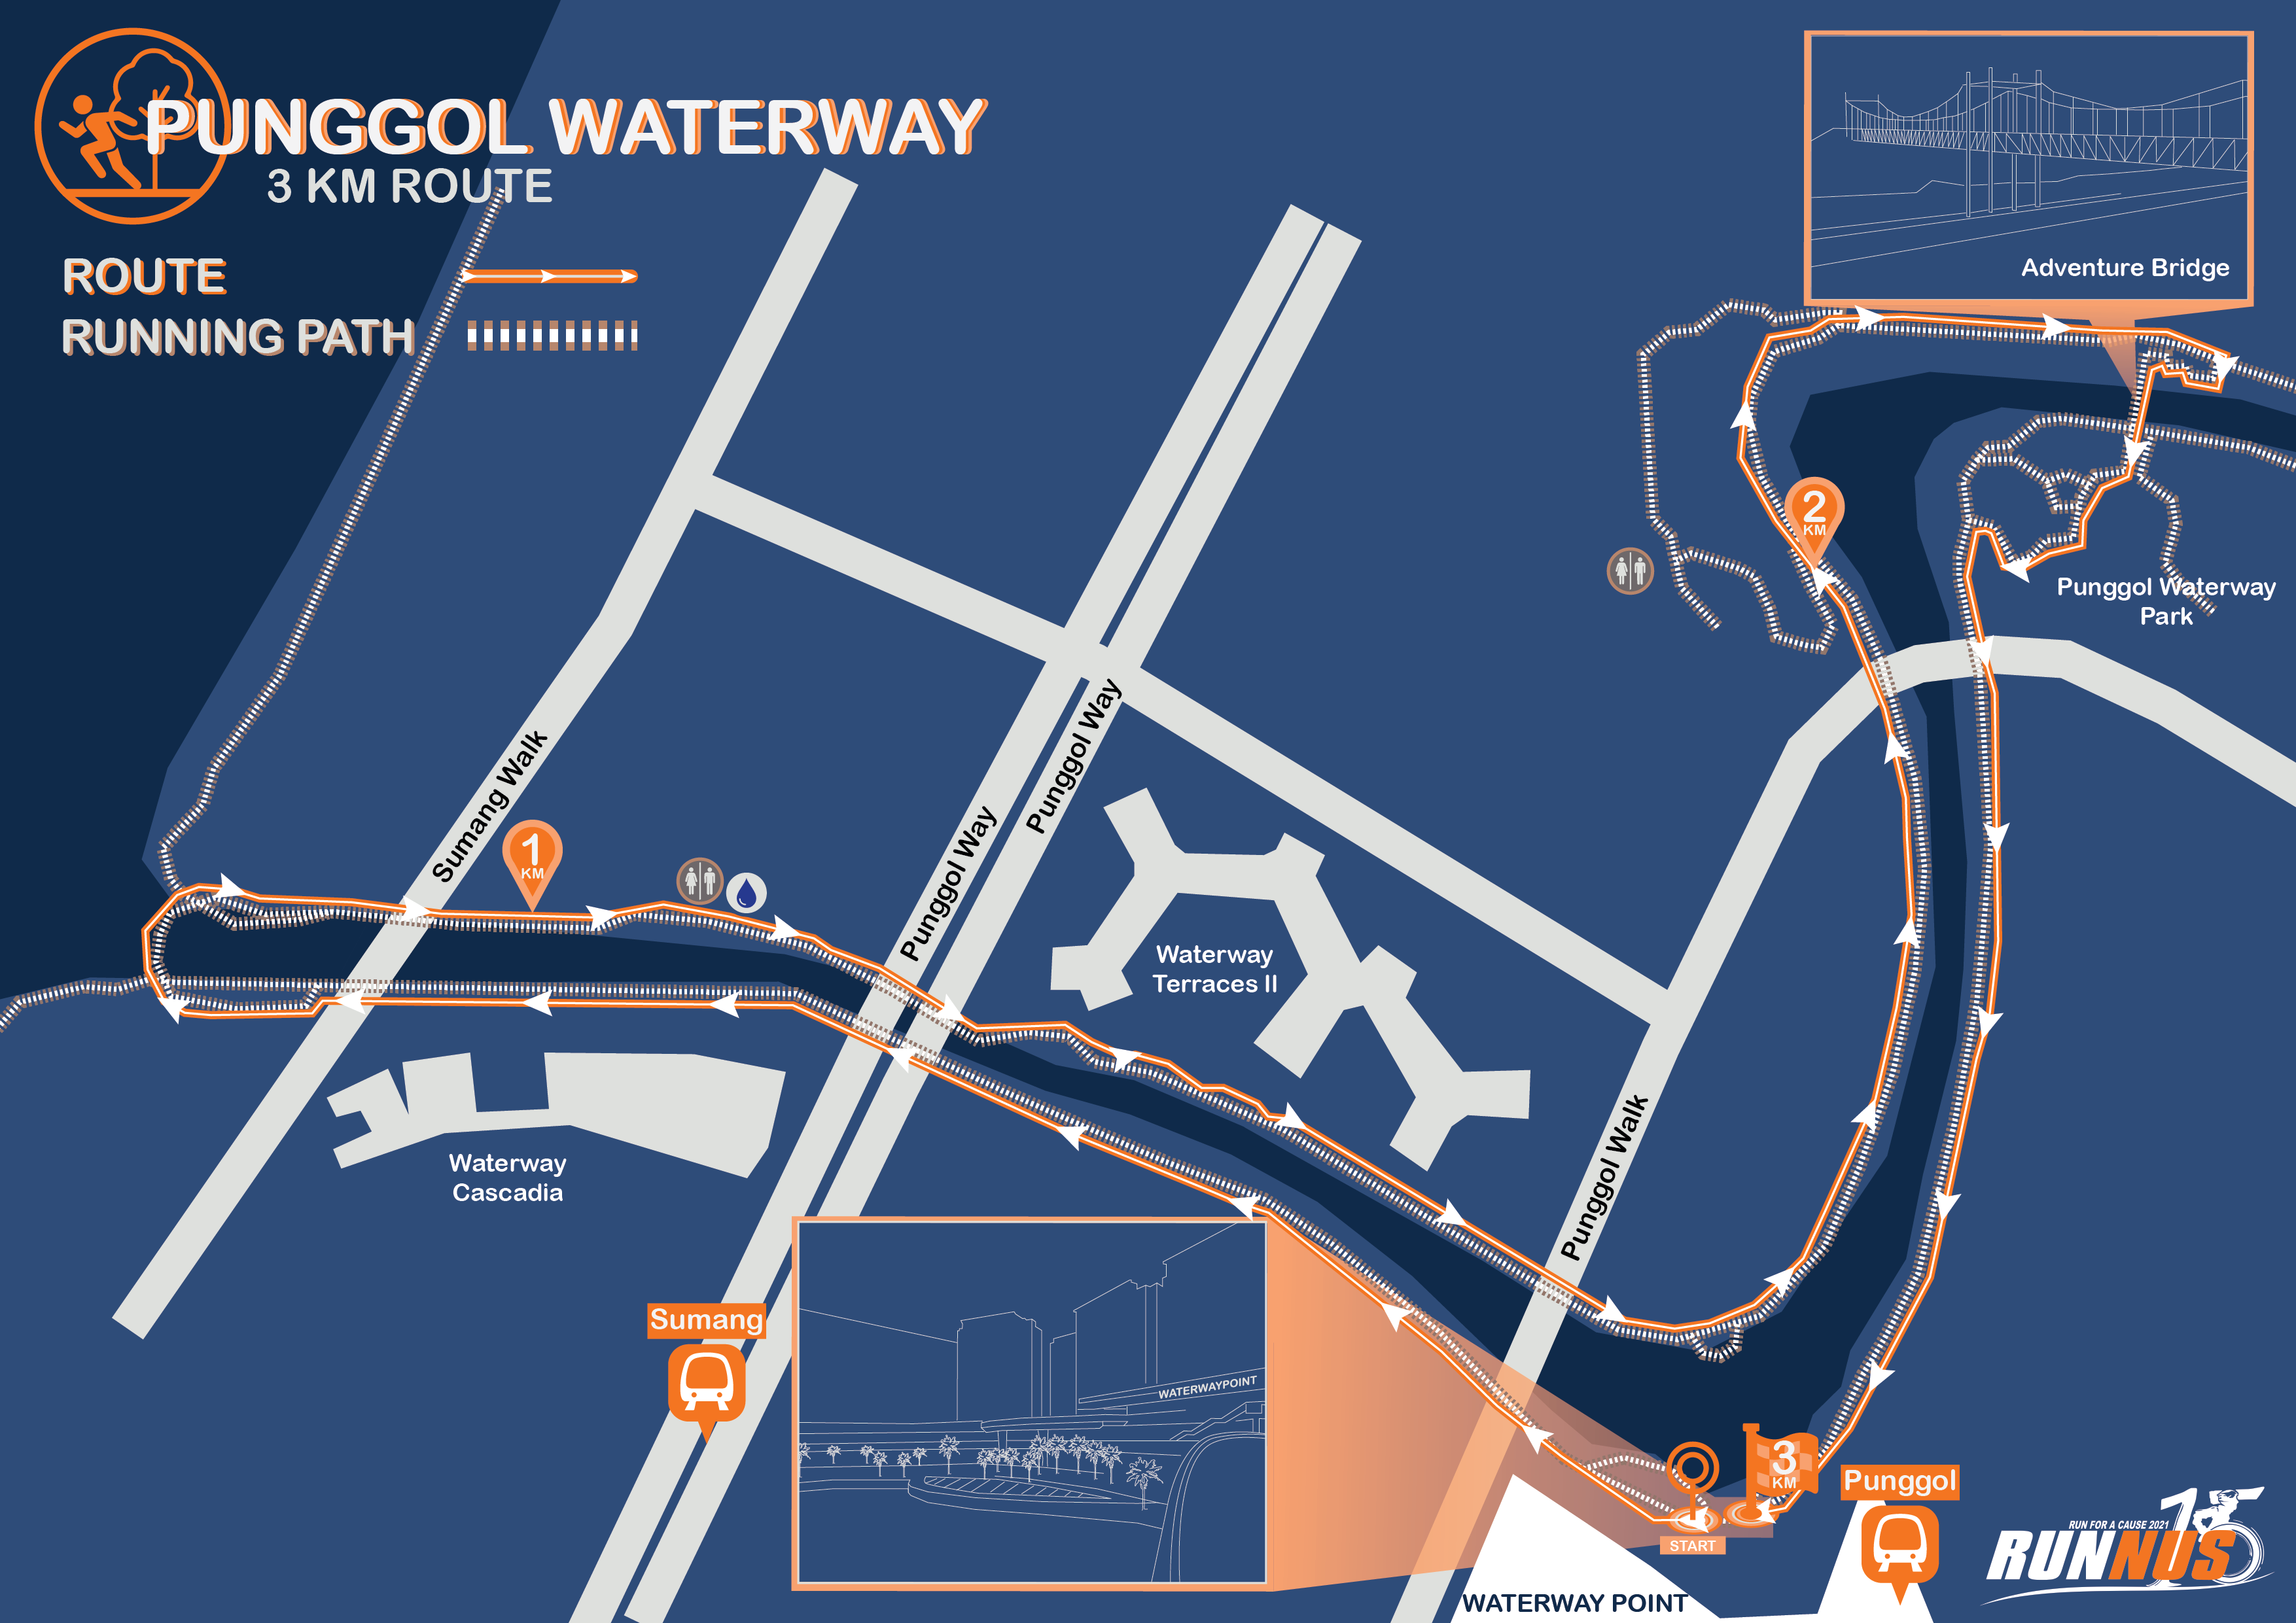 PUNGGOL WATERWAY
3 KM ROUTE
ROUTE
RUNNING PATH
Adventure Bridge
2
KM
Punggol Waterway
Park
Sumang Walk
Punggol Way
Punggol Way
1
KM
Waterway
Terraces II
Waterway
Cascadia
Punggol Walk
Sumang
WATERWAYPOINT
3
KM
START
Punggol
WATERWAY POINT
RUN FOR A CAUSE 2021
15
RUNNUS